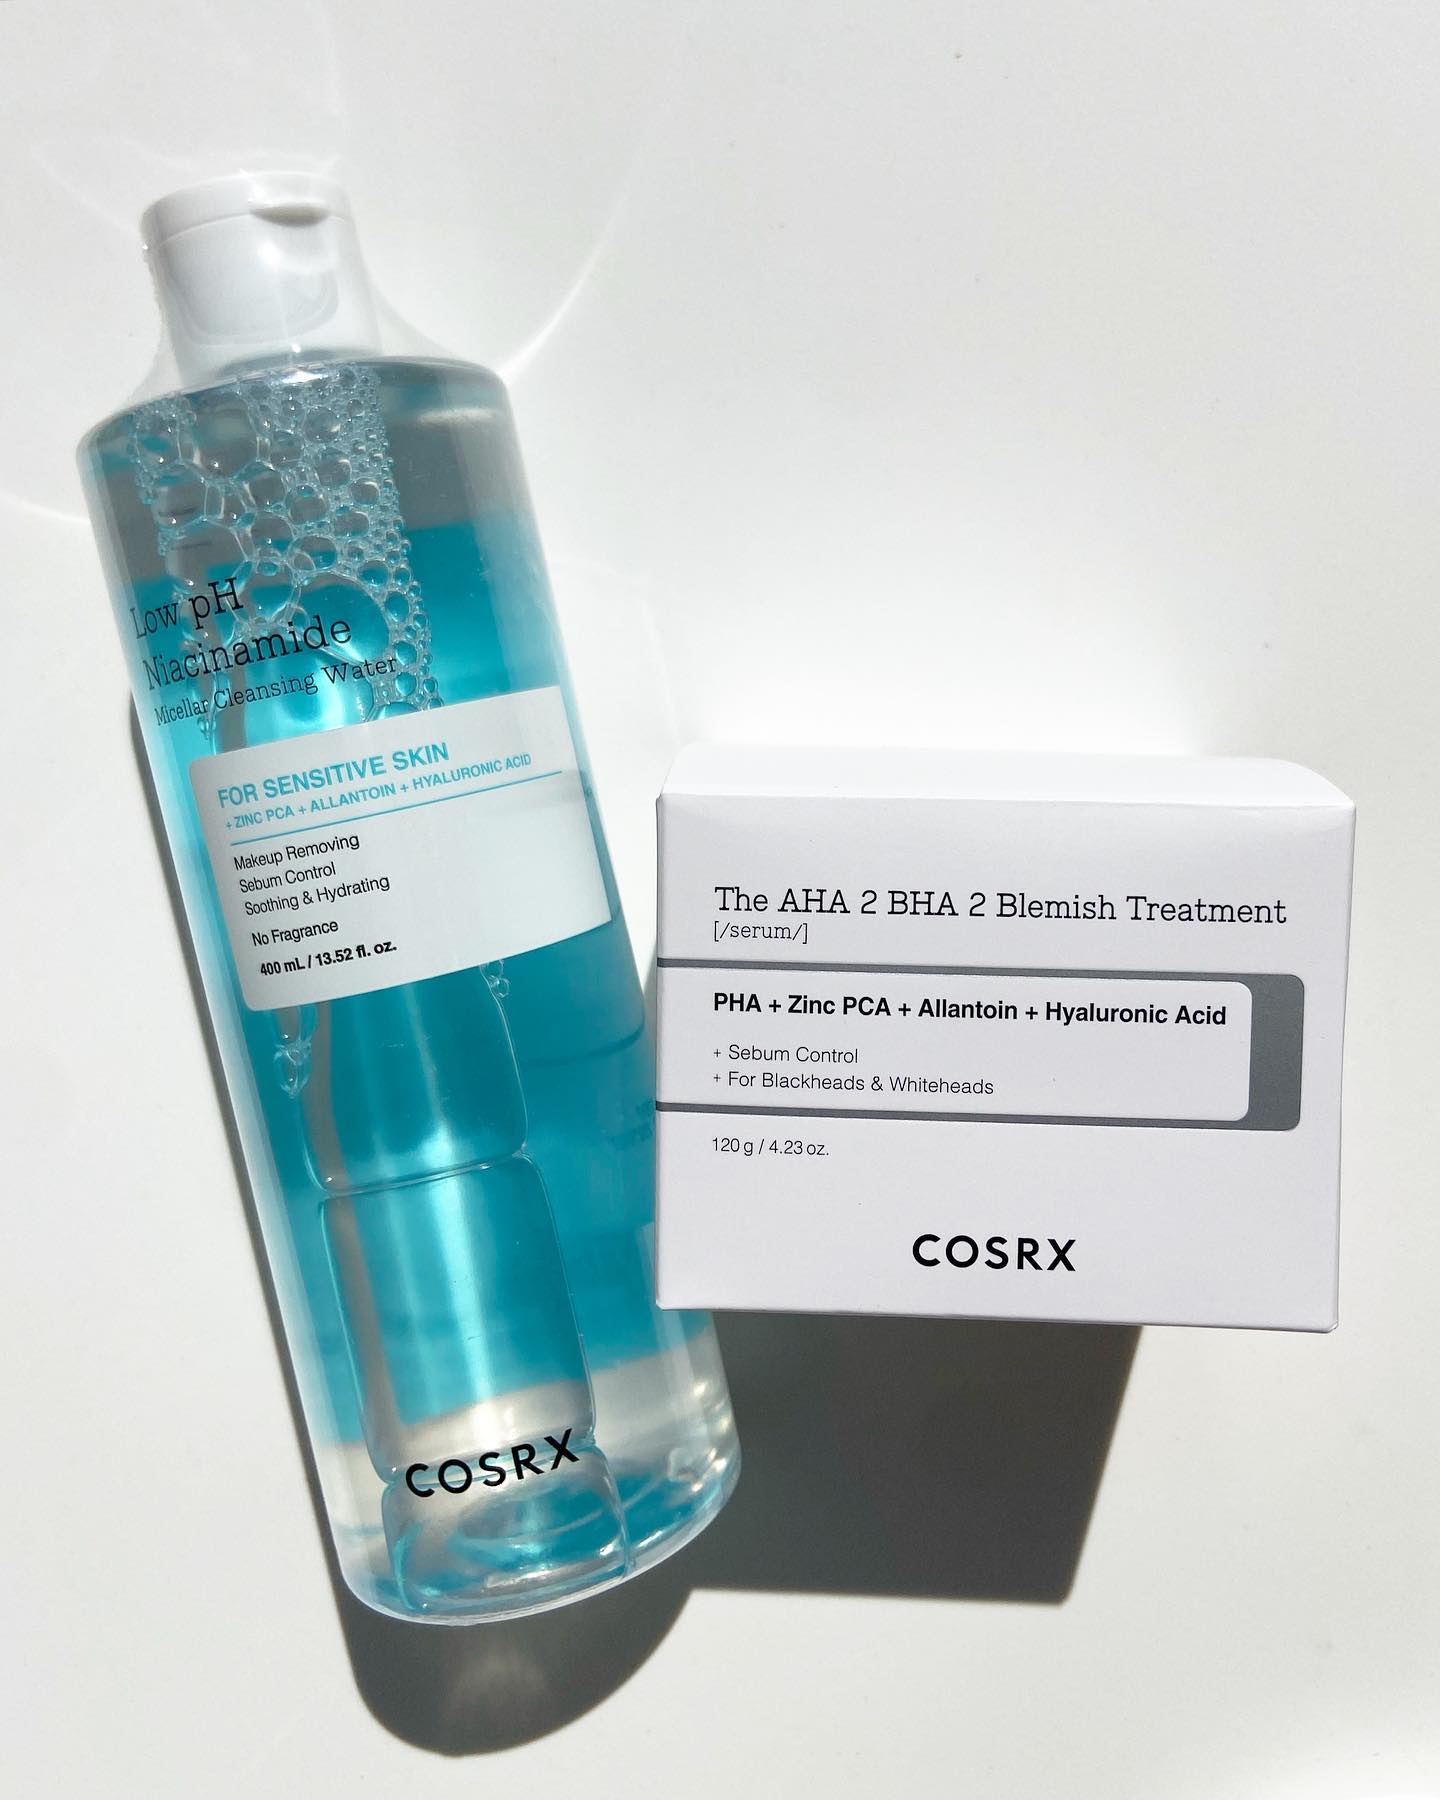 Low pH
Niacinamide
Micellar Cleansing Water
FOR SENSITIVE SKIN
+ ZINC PCA + ALLANTOIN + HYALURONIC ACID
Makeup Removing
Sebum Control
Soothing & Hydrating
No Fragrance
400 mL / 13.52 fl. oz.
COSRX
The AHA 2 BHA 2 Blemish Treatment
[/serum/]
PHA + Zinc PCA + Allantoin + Hyaluronic Acid
+ Sebum Control
+ For Blackheads & Whiteheads
120 g / 4.23 oz.
COSRX